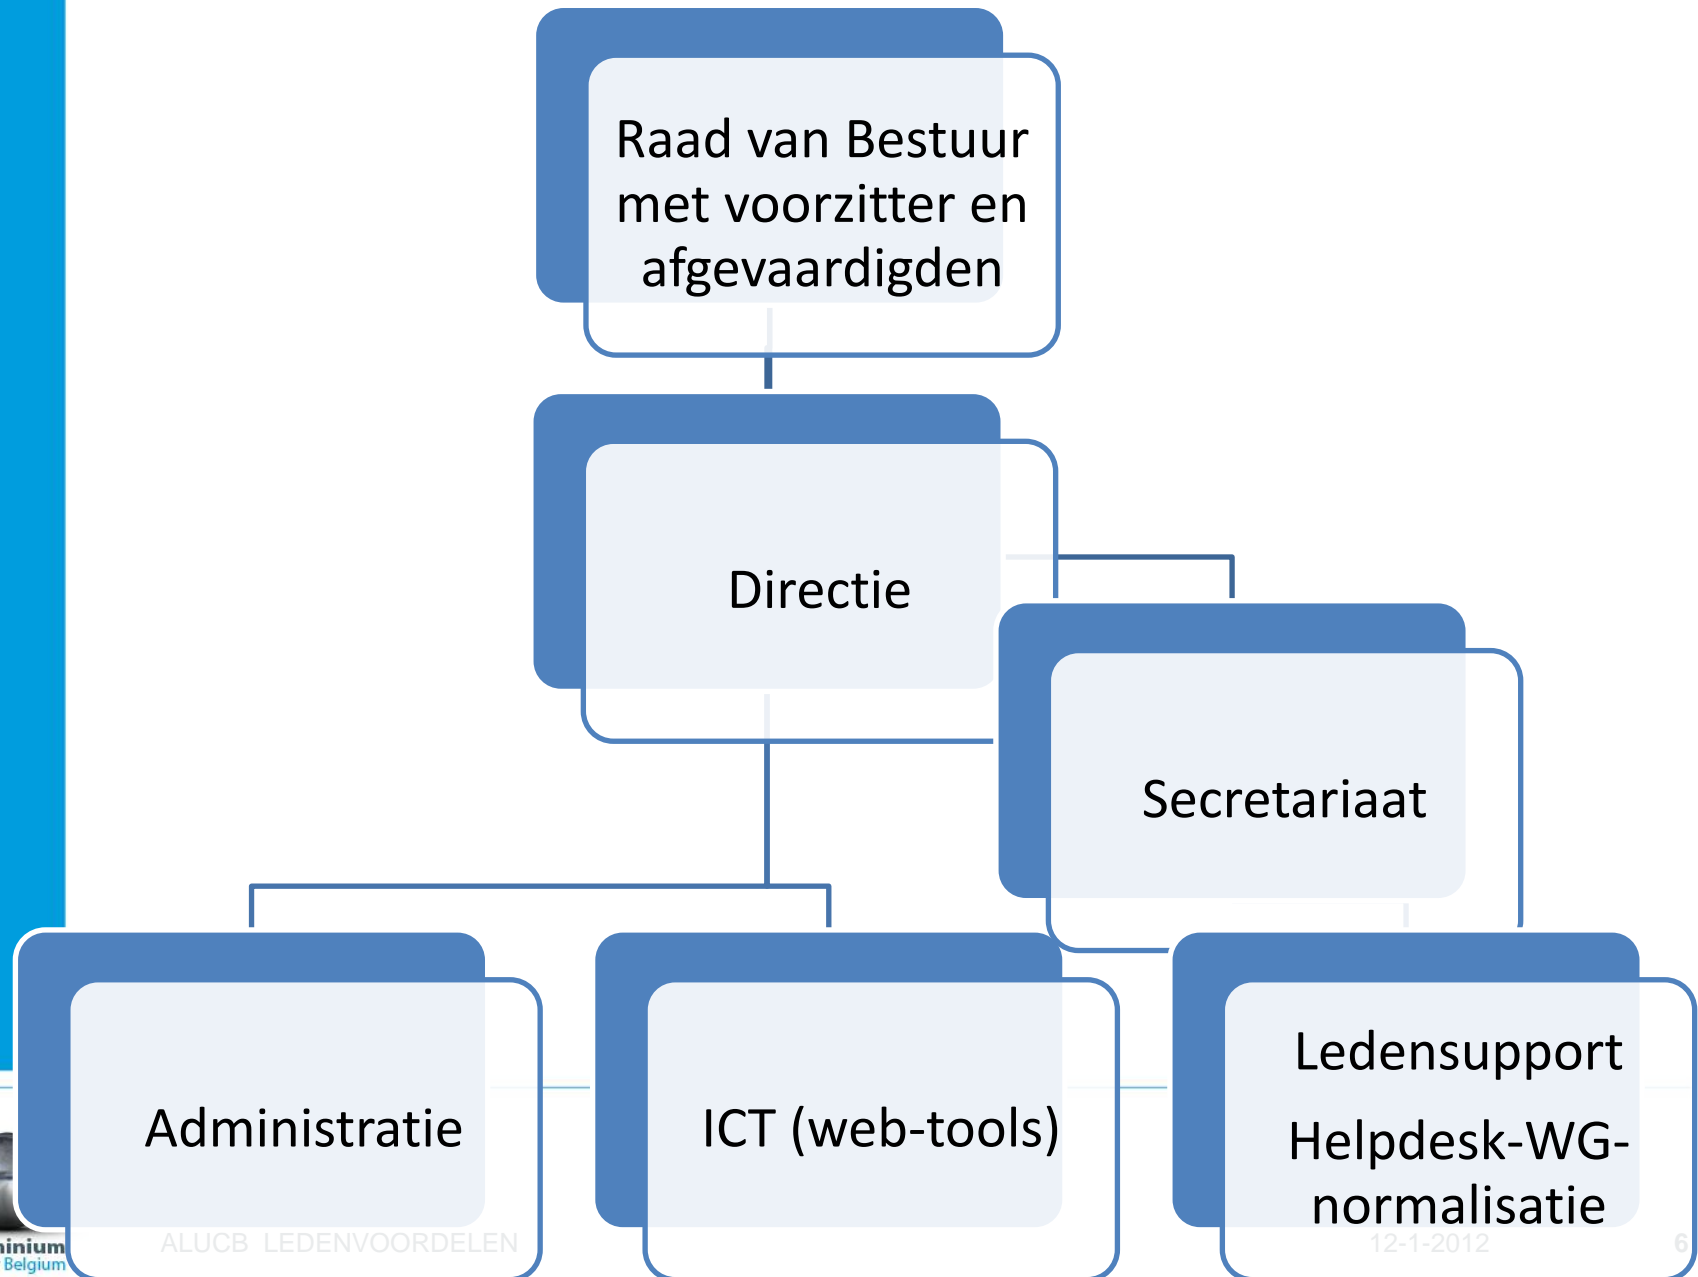 Raad van Bestuur
met voorzitter en
afgevaardigden
Directie
Secretariaat
Administratie
ICT (web-tools)
Ledensupport
Helpdesk-WG-
normalisatie
ALUCB LEDENVOORDELEN
12-1-2012
6
Belgium